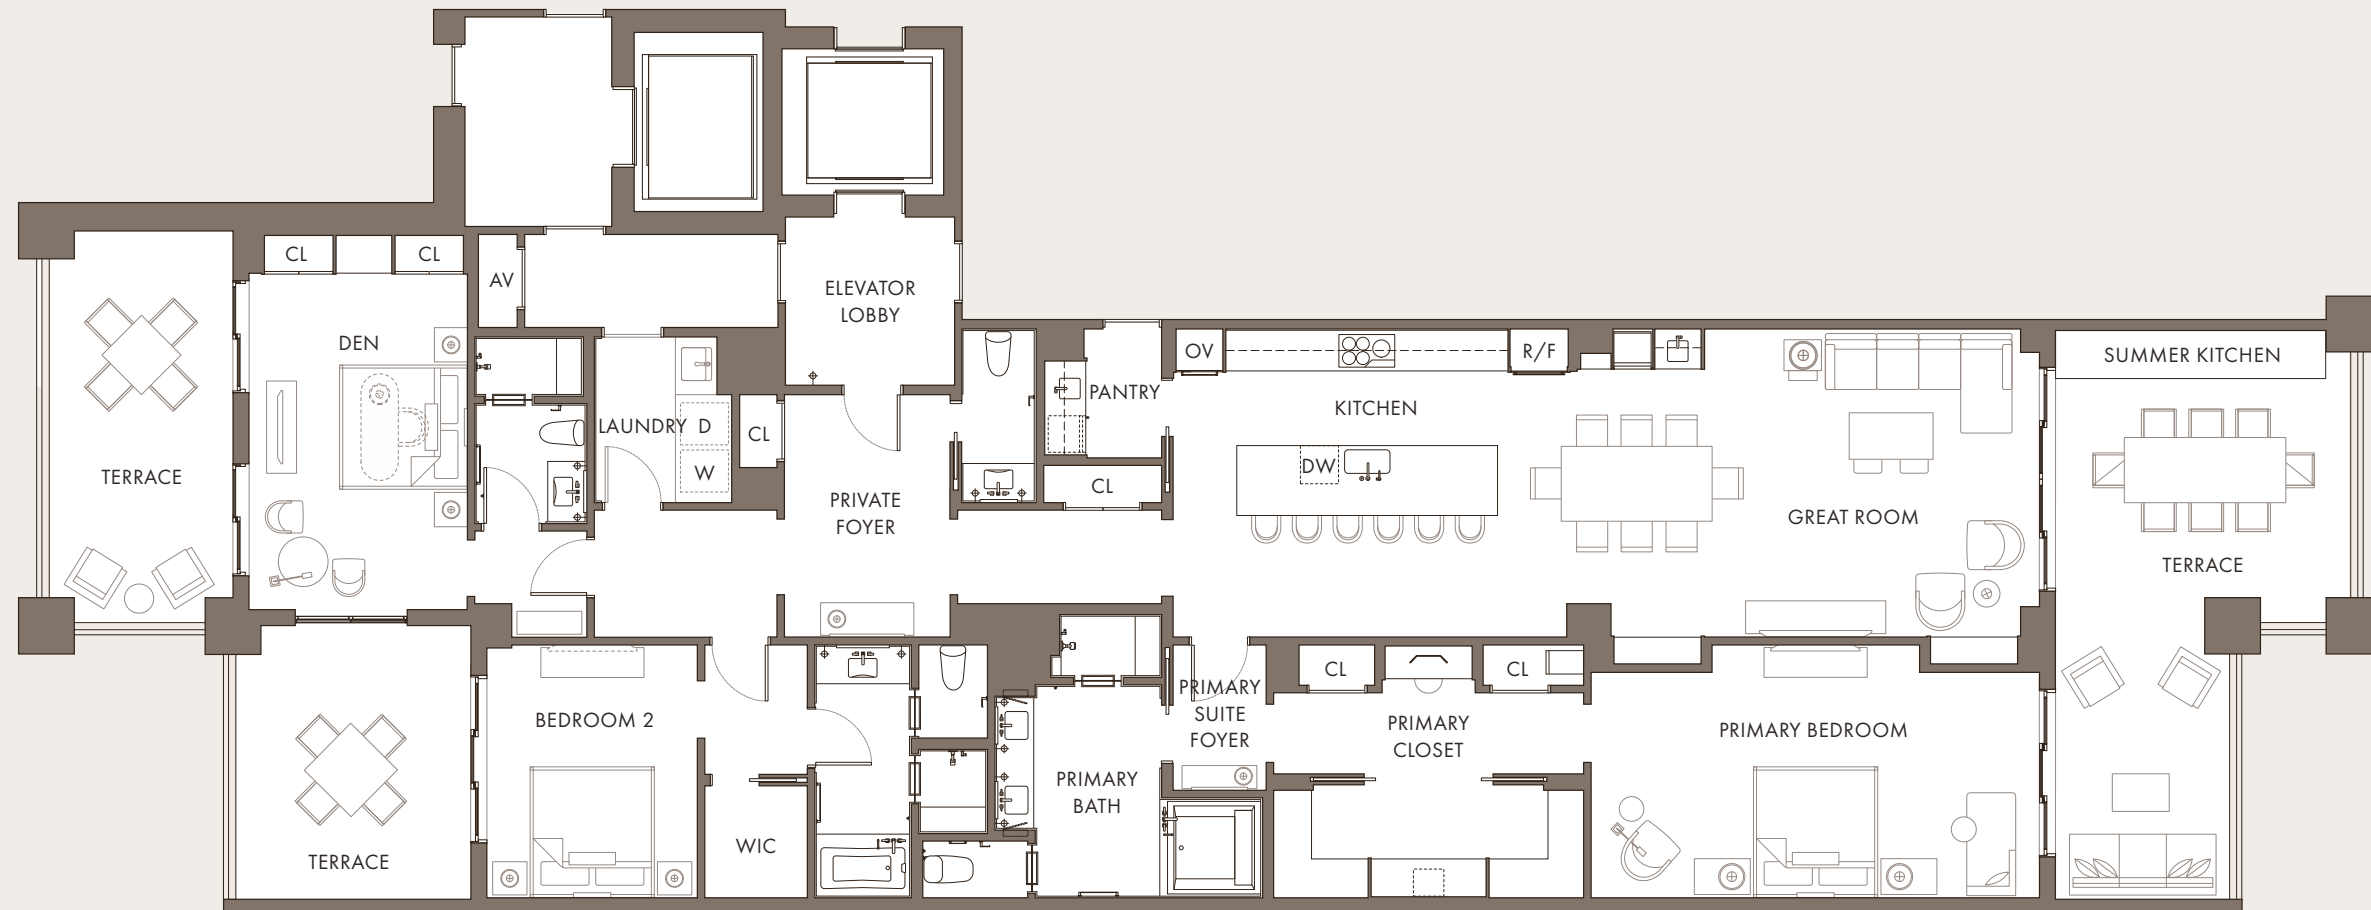 CL
CL
AV
ELEVATOR
LOBBY
DEN
OV
R/F
SUMMER KITCHEN
PANTRY
KITCHEN
LAUNDRY
D
CL
W
TERRACE
DW
CL
PRIVATE
FOYER
GREAT ROOM
TERRACE
CL
CL
PRIMARY
SUITE
FOYER
BEDROOM 2
PRIMARY
CLOSET
PRIMARY BEDROOM
PRIMARY
BATH
WIC
TERRACE